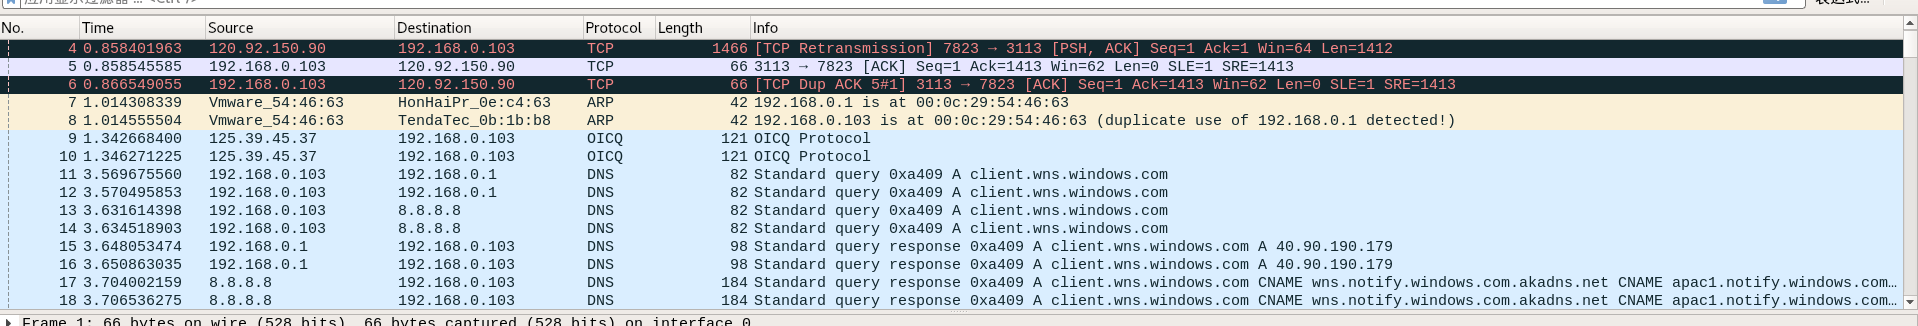 应用显示过滤器 … <Ctrl-/>
表达式…
No. Time Source Destination Protocol Length Info
4 0.858401963 120.92.150.90 192.168.0.103 TCP 1466 [TCP Retransmission] 7823 → 3113 [PSH, ACK] Seq=1 Ack=1 Win=64 Len=1412
5 0.858545585 192.168.0.103 120.92.150.90 TCP 66 3113 → 7823 [ACK] Seq=1 Ack=1413 Win=62 Len=0 SLE=1 SRE=1413
6 0.866549055 192.168.0.103 120.92.150.90 TCP 66 [TCP Dup ACK 5#1] 3113 → 7823 [ACK] Seq=1 Ack=1413 Win=62 Len=0 SLE=1 SRE=1413
7 1.014308339 Vmware_54:46:63 HonHaiPr_0e:c4:63 ARP 42 192.168.0.1 is at 00:0c:29:54:46:63
8 1.014555504 Vmware_54:46:63 TendaTec_0b:1b:b8 ARP 42 192.168.0.103 is at 00:0c:29:54:46:63 (duplicate use of 192.168.0.1 detected!)
9 1.342668400 125.39.45.37 192.168.0.103 OICQ 121 OICQ Protocol
10 1.346271225 125.39.45.37 192.168.0.103 OICQ 121 OICQ Protocol
11 3.569675560 192.168.0.103 192.168.0.1 DNS 82 Standard query 0xa409 A client.wns.windows.com
12 3.570495853 192.168.0.103 192.168.0.1 DNS 82 Standard query 0xa409 A client.wns.windows.com
13 3.631614398 192.168.0.103 8.8.8.8 DNS 82 Standard query 0xa409 A client.wns.windows.com
14 3.634518903 192.168.0.103 8.8.8.8 DNS 82 Standard query 0xa409 A client.wns.windows.com
15 3.648053474 192.168.0.1 192.168.0.103 DNS 98 Standard query response 0xa409 A client.wns.windows.com A 40.90.190.179
16 3.650863035 192.168.0.1 192.168.0.103 DNS 98 Standard query response 0xa409 A client.wns.windows.com A 40.90.190.179
17 3.704002159 8.8.8.8 192.168.0.103 DNS 184 Standard query response 0xa409 A client.wns.windows.com CNAME wns.notify.windows.com.akadns.net CNAME apac1.notify.windows.com…
18 3.706536275 8.8.8.8 192.168.0.103 DNS 184 Standard query response 0xa409 A client.wns.windows.com CNAME wns.notify.windows.com.akadns.net CNAME apac1.notify.windows.com…
Frame 1: 66 bytes on wire (528 bits), 66 bytes captured (528 bits) on interface 0